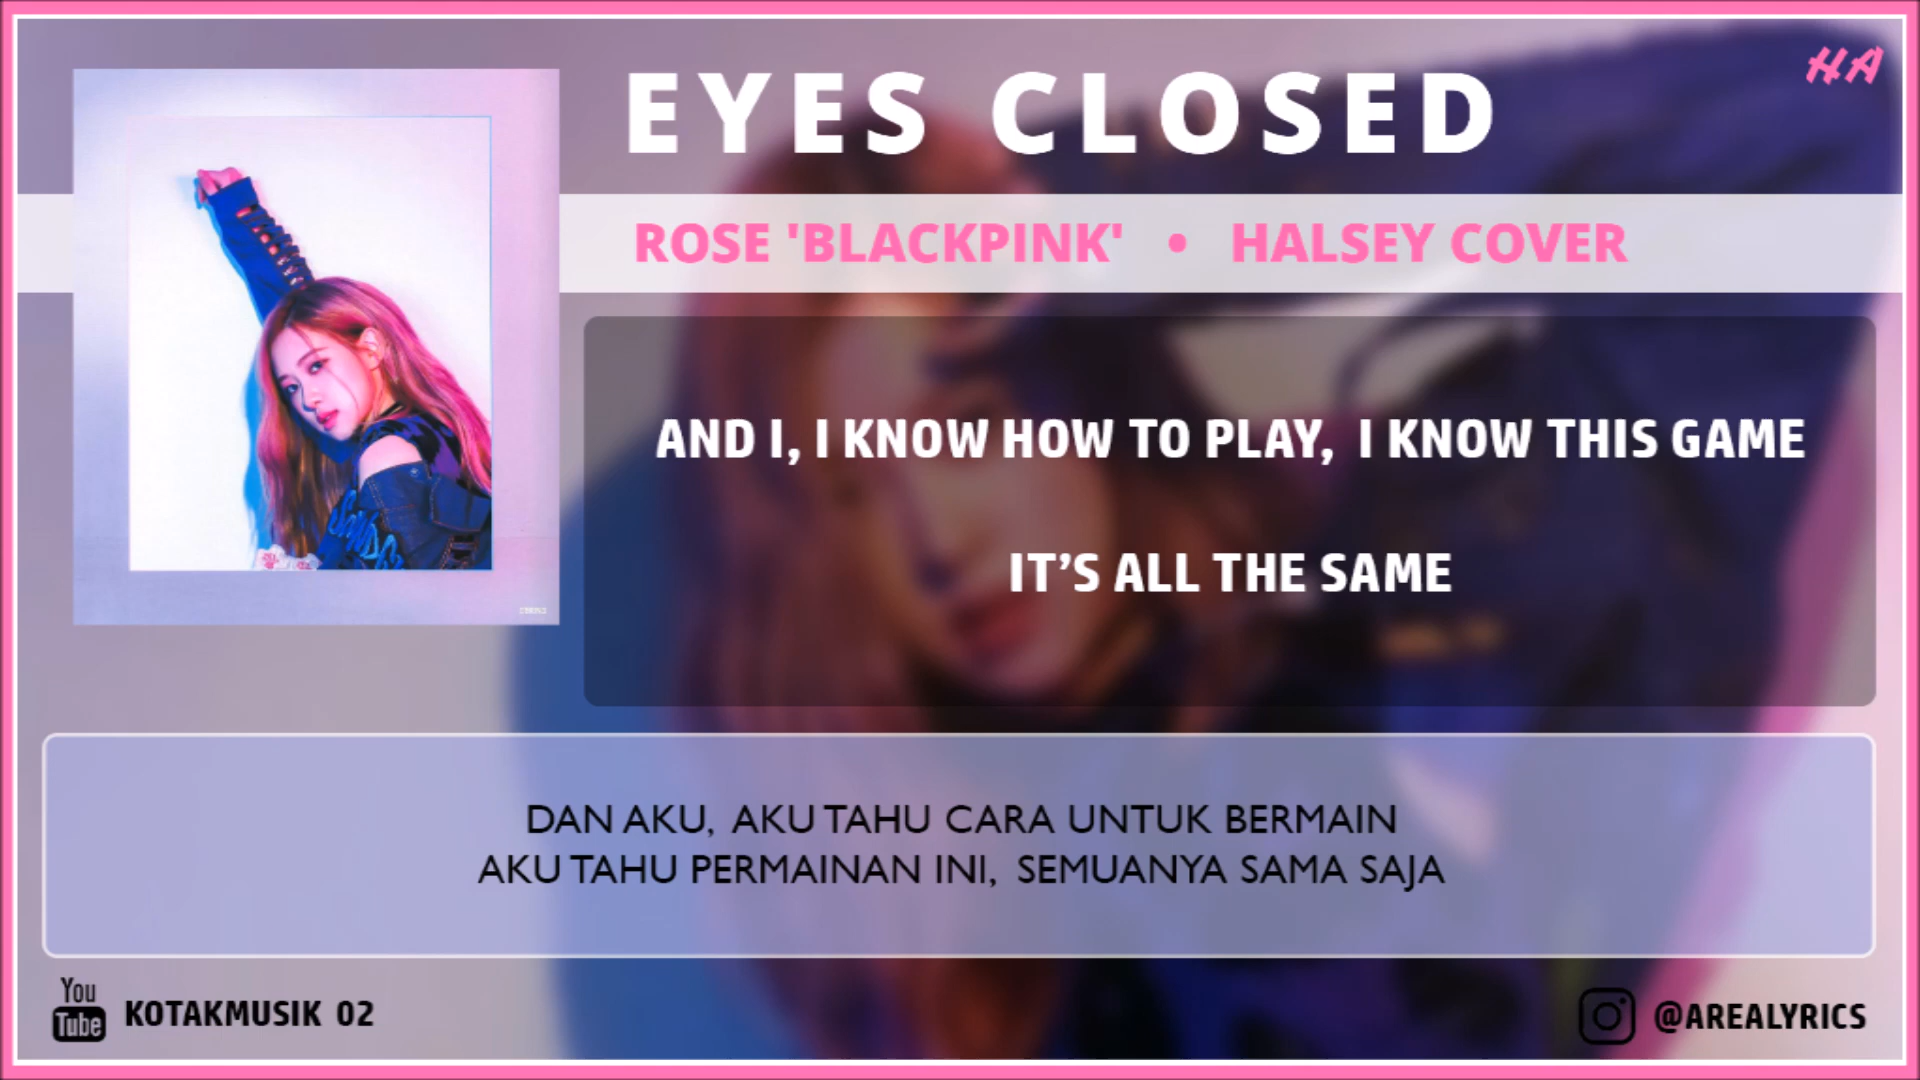 HA
EYES CLOSED
ROSE 'BLACKPINK' • HALSEY COVER
AND I, I KNOW HOW TO PLAY, I KNOW THIS GAME
IT’S ALL THE SAME
DAN AKU, AKU TAHU CARA UNTUK BERMAIN
AKU TAHU PERMAINAN INI, SEMUANYA SAMA SAJA
You
Tube
KOTAKMUSIK 02
@AREALYRICS